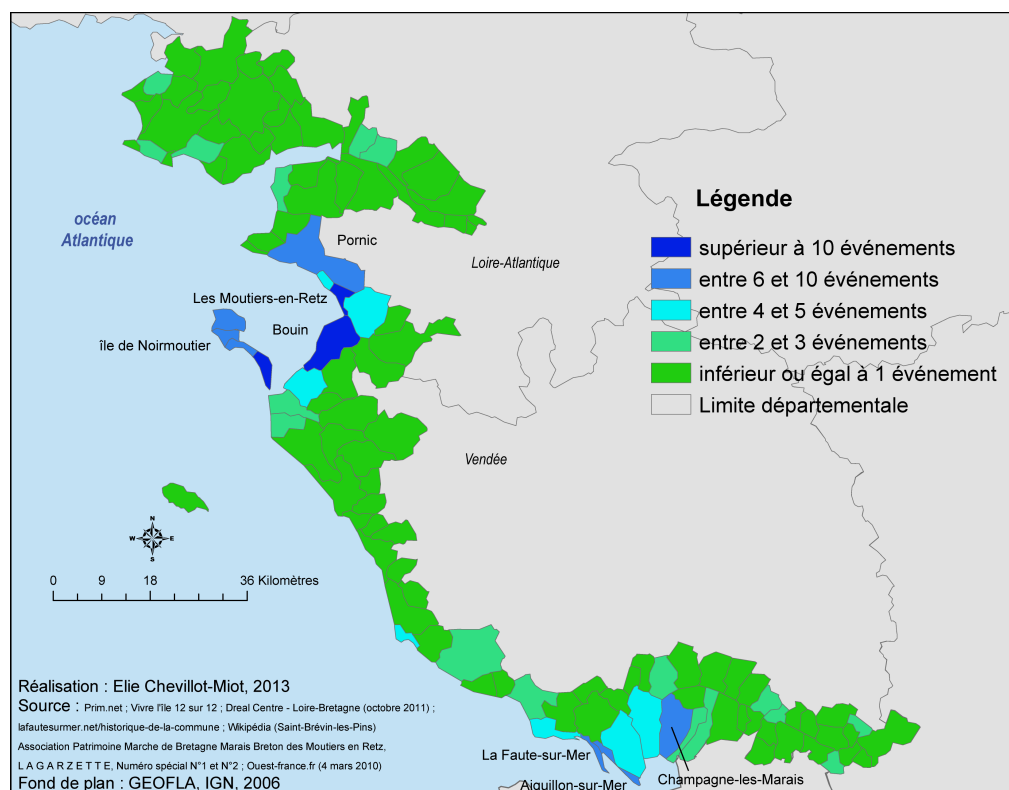 océan
Atlantique
Pornic
Loire-Atlantique
Les Moutiers-en-Retz
Bouin
île de Noirmoutier
Vendée
Légende
supérieur à 10 événements
entre 6 et 10 événements
entre 4 et 5 événements
entre 2 et 3 événements
inférieur ou égal à 1 événement
Limite départementale
N
W E
S
0 9 18 36 Kilomètres
La Faute-sur-Mer
Aiguillon-sur-Mer
Champagne-les-Marais
Réalisation : Elie Chevillot-Miot, 2013
Source : Prim.net ; Vivre l'île 12 sur 12 ; Dreal Centre - Loire-Bretagne (octobre 2011) ;
lafautesurmer.net/historique-de-la-commune ; Wikipédia (Saint-Brévin-les-Pins)
Association Patrimoine Marche de Bretagne Marais Breton des Moutiers en Retz,
L A G A R Z E T T E, Numéro spécial N°1 et N°2 ; Ouest-france.fr (4 mars 2010)
Fond de plan : GEOFLA, IGN, 2006